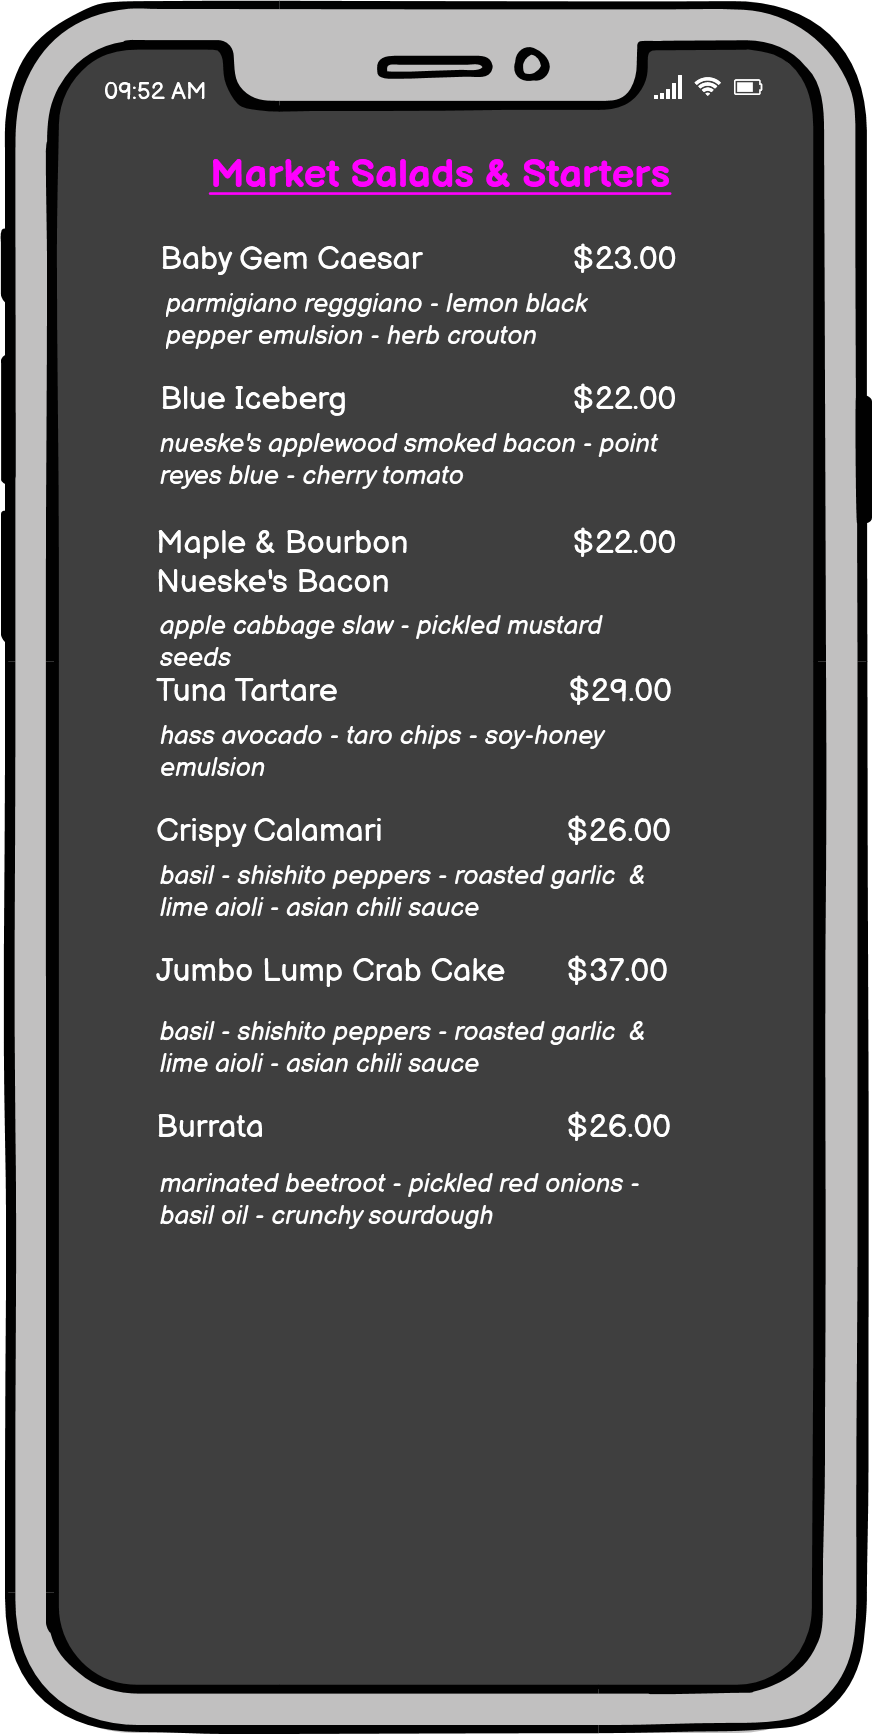 09:52 AM
Market Salads & Starters
Baby Gem Caesar $23.00
parmigiano regggiano - lemon black
pepper emulsion - herb crouton
Blue Iceberg $22.00
nueske's applewood smoked bacon - point
reyes blue - cherry tomato
Maple & Bourbon $22.00
Nueske's Bacon
apple cabbage slaw - pickled mustard
seeds
Tuna Tartare $29.00
hass avocado - taro chips - soy-honey
emulsion
Crispy Calamari $26.00
basil - shishito peppers - roasted garlic  &
lime aioli - asian chili sauce
Jumbo Lump Crab Cake $37.00
basil - shishito peppers - roasted garlic  &
lime aioli - asian chili sauce
Burrata $26.00
marinated beetroot - pickled red onions -
basil oil - crunchy sourdough